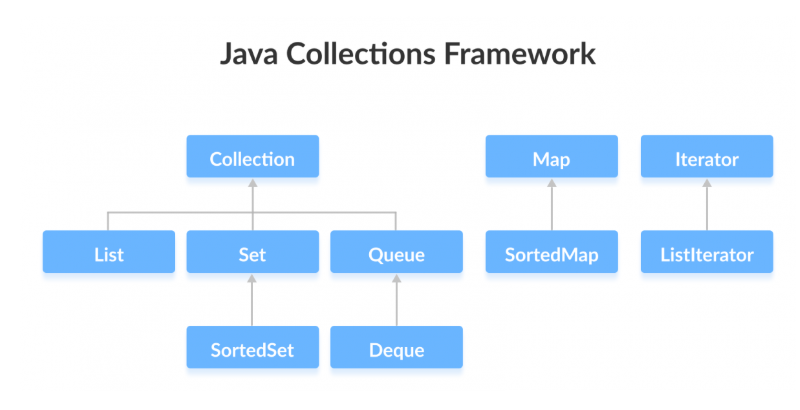 Java Collections Framework
Collection
Map
Iterator
List
Set
Queue
SortedMap
ListIterator
SortedSet
Deque